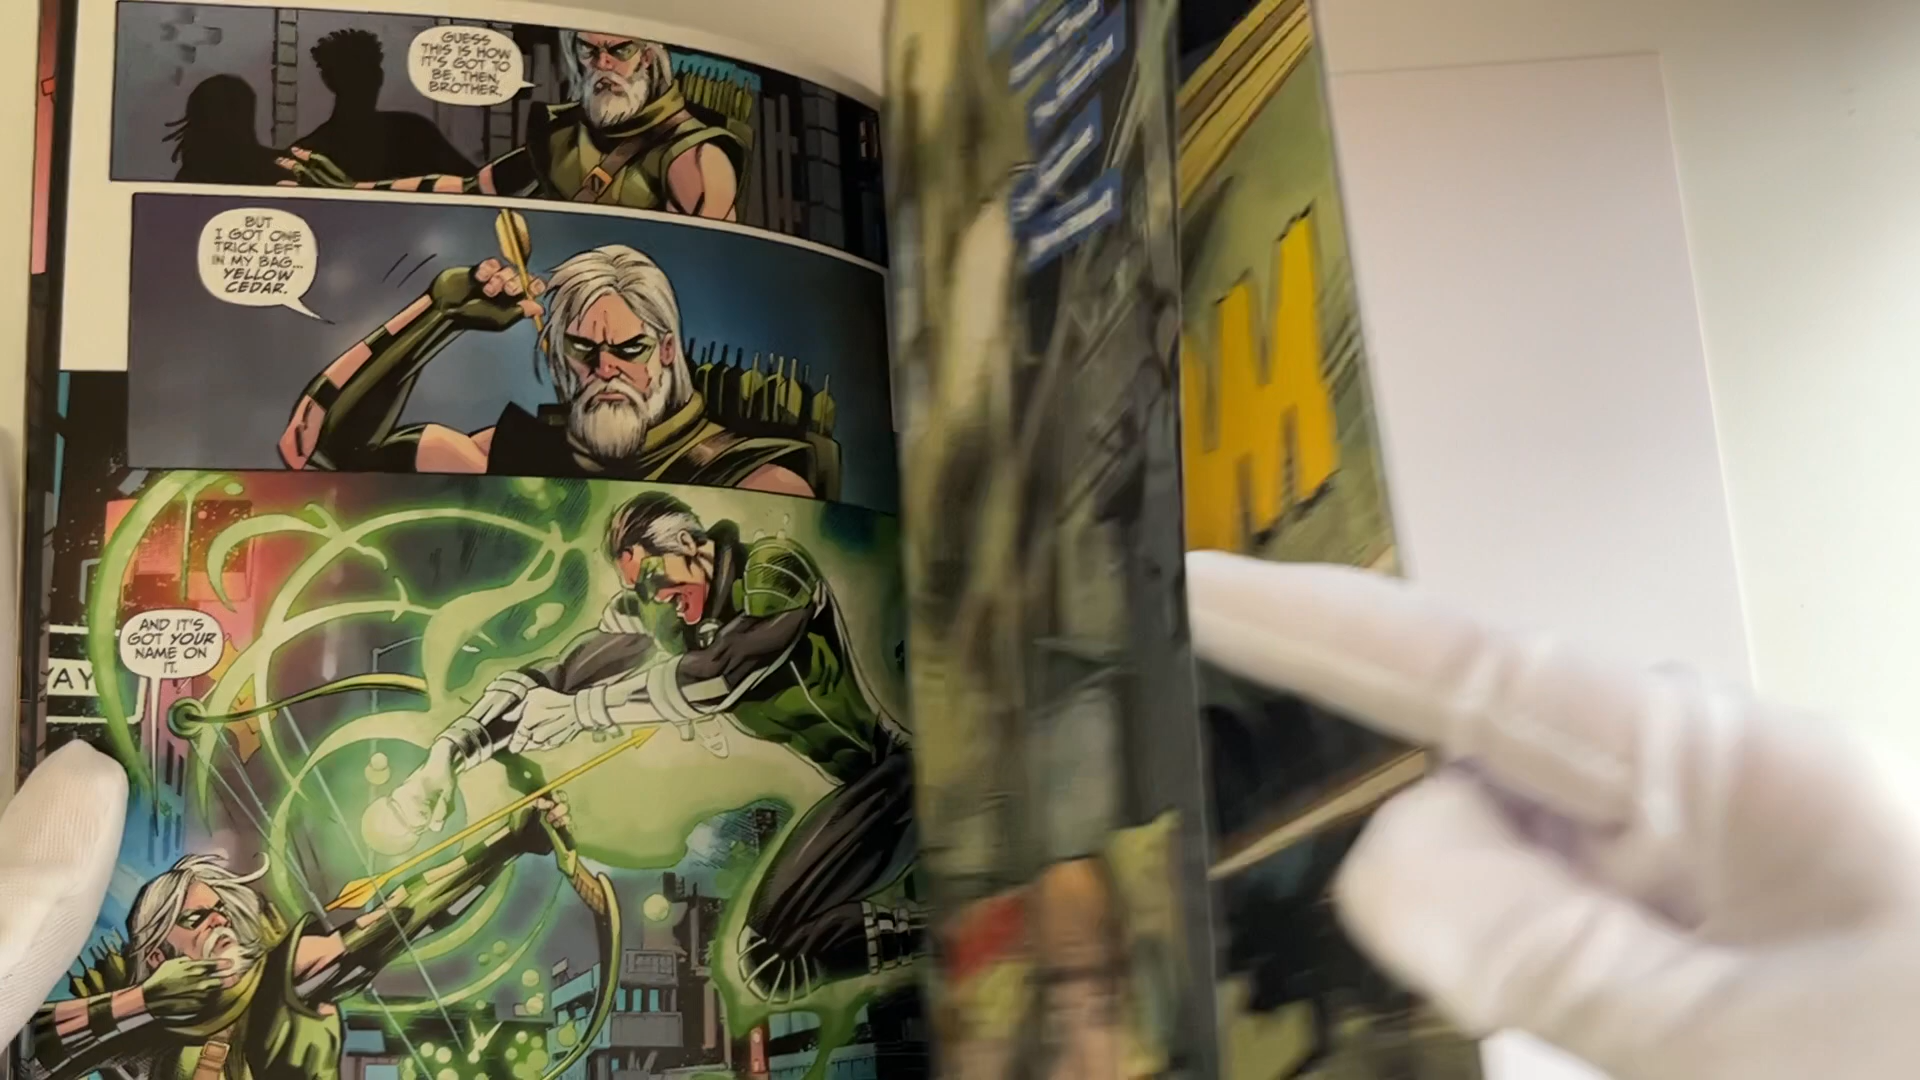 GUESS
THIS IS HOW
IT'S GOT TO
BE, THEN,
BROTHER.
BUT
I GOT ONE
TRICK LEFT
IN MY BAG...
YELLOW
CEDAR.
AND IT'S
GOT YOUR
NAME ON
IT.